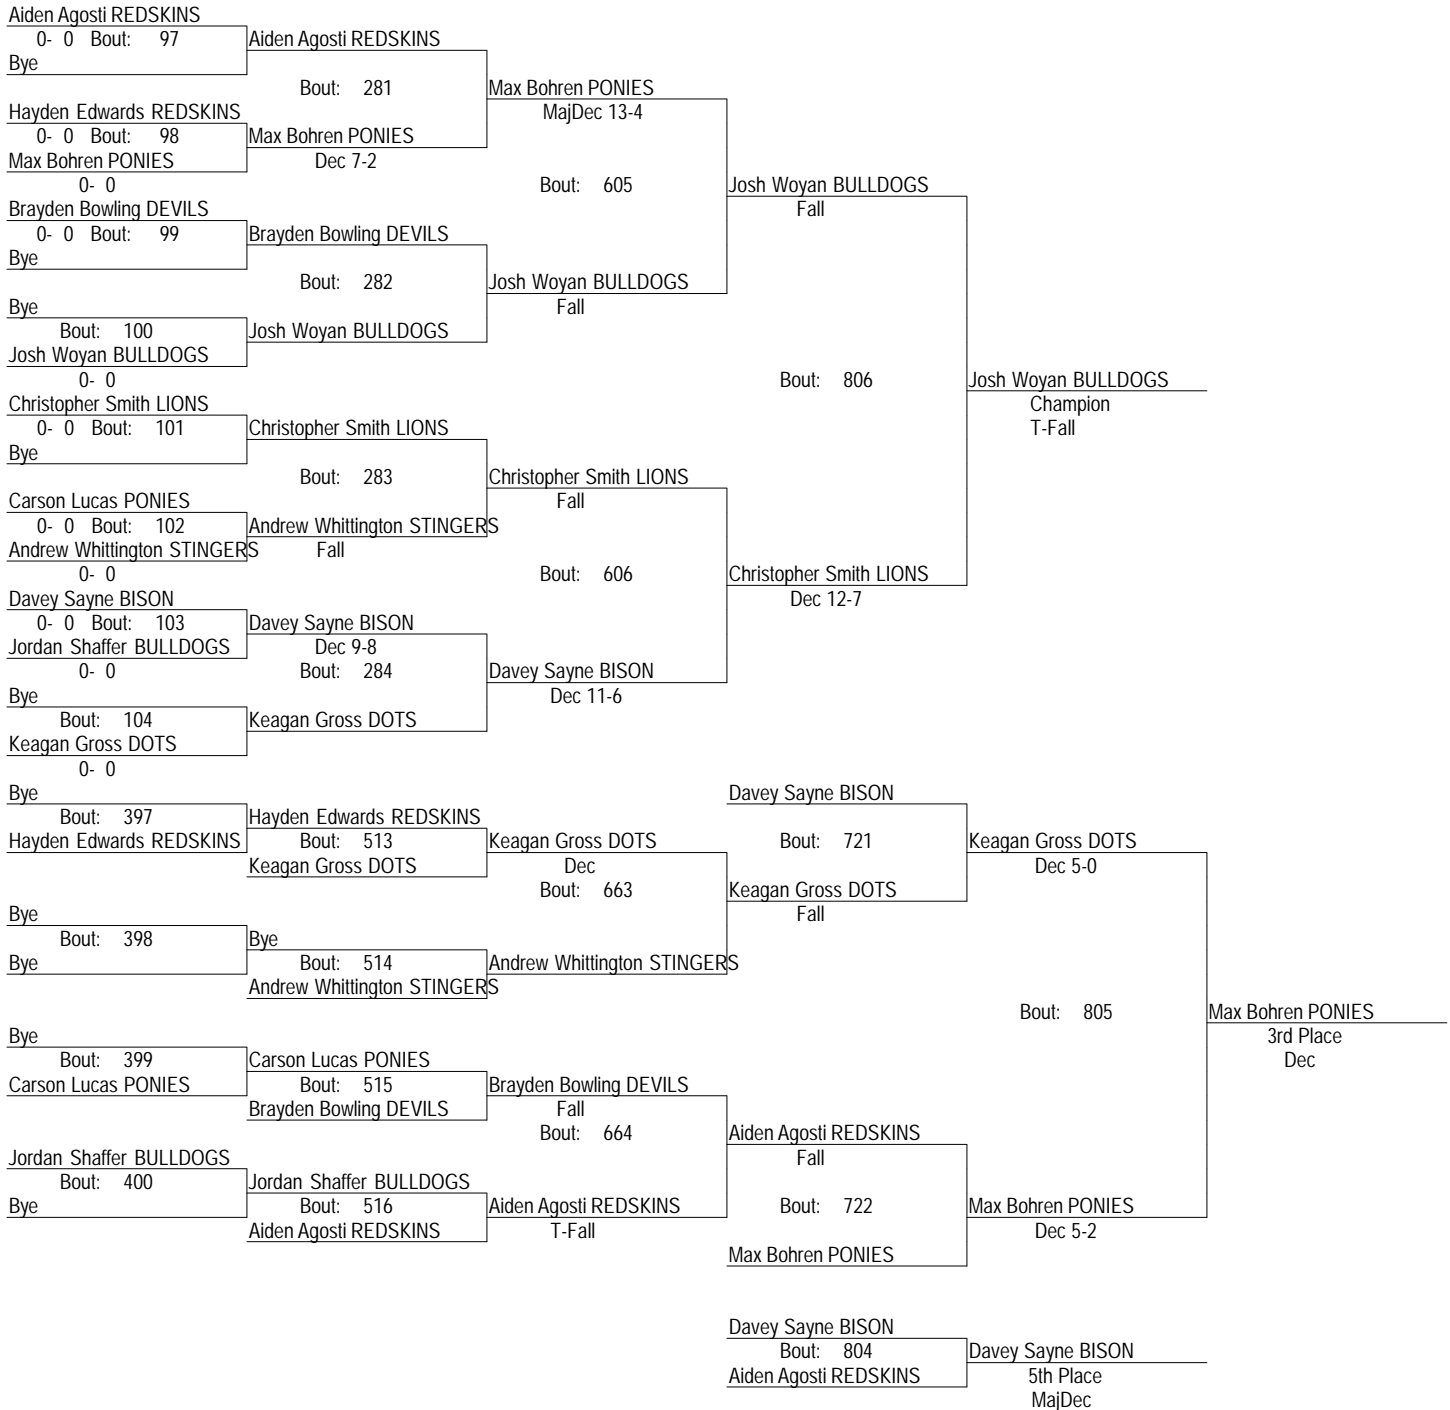 Aiden Agosti REDSKINS
0- 0 Bout: 97 Aiden Agosti REDSKINS
Bye
Bout: 281 Max Bohren PONIES
Hayden Edwards REDSKINS MajDec 13-4
0- 0 Bout: 98 Max Bohren PONIES
Max Bohren PONIES Dec 7-2
0- 0 Bout: 605 Josh Woyan BULLDOGS
Brayden Bowling DEVILS Fall
0- 0 Bout: 99 Brayden Bowling DEVILS
Bye
Bout: 282 Josh Woyan BULLDOGS
Bye Fall
Bout: 100 Josh Woyan BULLDOGS
Josh Woyan BULLDOGS
0- 0 Bout: 806 Josh Woyan BULLDOGS
Christopher Smith LIONS Champion
0- 0 Bout: 101 Christopher Smith LIONS T-Fall
Bye
Bout: 283 Christopher Smith LIONS
Carson Lucas PONIES Fall
0- 0 Bout: 102 Andrew Whittington STINGERS
Andrew Whittington STINGERS Fall
0- 0 Bout: 606 Christopher Smith LIONS
Davey Sayne BISON Dec 12-7
0- 0 Bout: 103 Davey Sayne BISON
Jordan Shaffer BULLDOGS Dec 9-8
0- 0 Bout: 284 Davey Sayne BISON
Bye Dec 11-6
Bout: 104 Keagan Gross DOTS
Keagan Gross DOTS
0- 0
Bye Davey Sayne BISON
Bout: 397 Hayden Edwards REDSKINS
Hayden Edwards REDSKINS Bout: 513 Keagan Gross DOTS Bout: 721 Keagan Gross DOTS
Keagan Gross DOTS Dec Dec 5-0
Bout: 663 Keagan Gross DOTS
Bye Fall
Bout: 398 Bye
Bye Bout: 514 Andrew Whittington STINGERS
Andrew Whittington STINGERS
Bout: 805 Max Bohren PONIES
Bye 3rd Place
Bout: 399 Carson Lucas PONIES Dec
Carson Lucas PONIES Bout: 515 Brayden Bowling DEVILS
Brayden Bowling DEVILS Fall
Bout: 664 Aiden Agosti REDSKINS
Jordan Shaffer BULLDOGS Fall
Bout: 400 Jordan Shaffer BULLDOGS
Bye Bout: 516 Aiden Agosti REDSKINS Bout: 722 Max Bohren PONIES
Aiden Agosti REDSKINS T-Fall Dec 5-2
Max Bohren PONIES
Davey Sayne BISON
Bout: 804 Davey Sayne BISON
Aiden Agosti REDSKINS 5th Place
MajDec